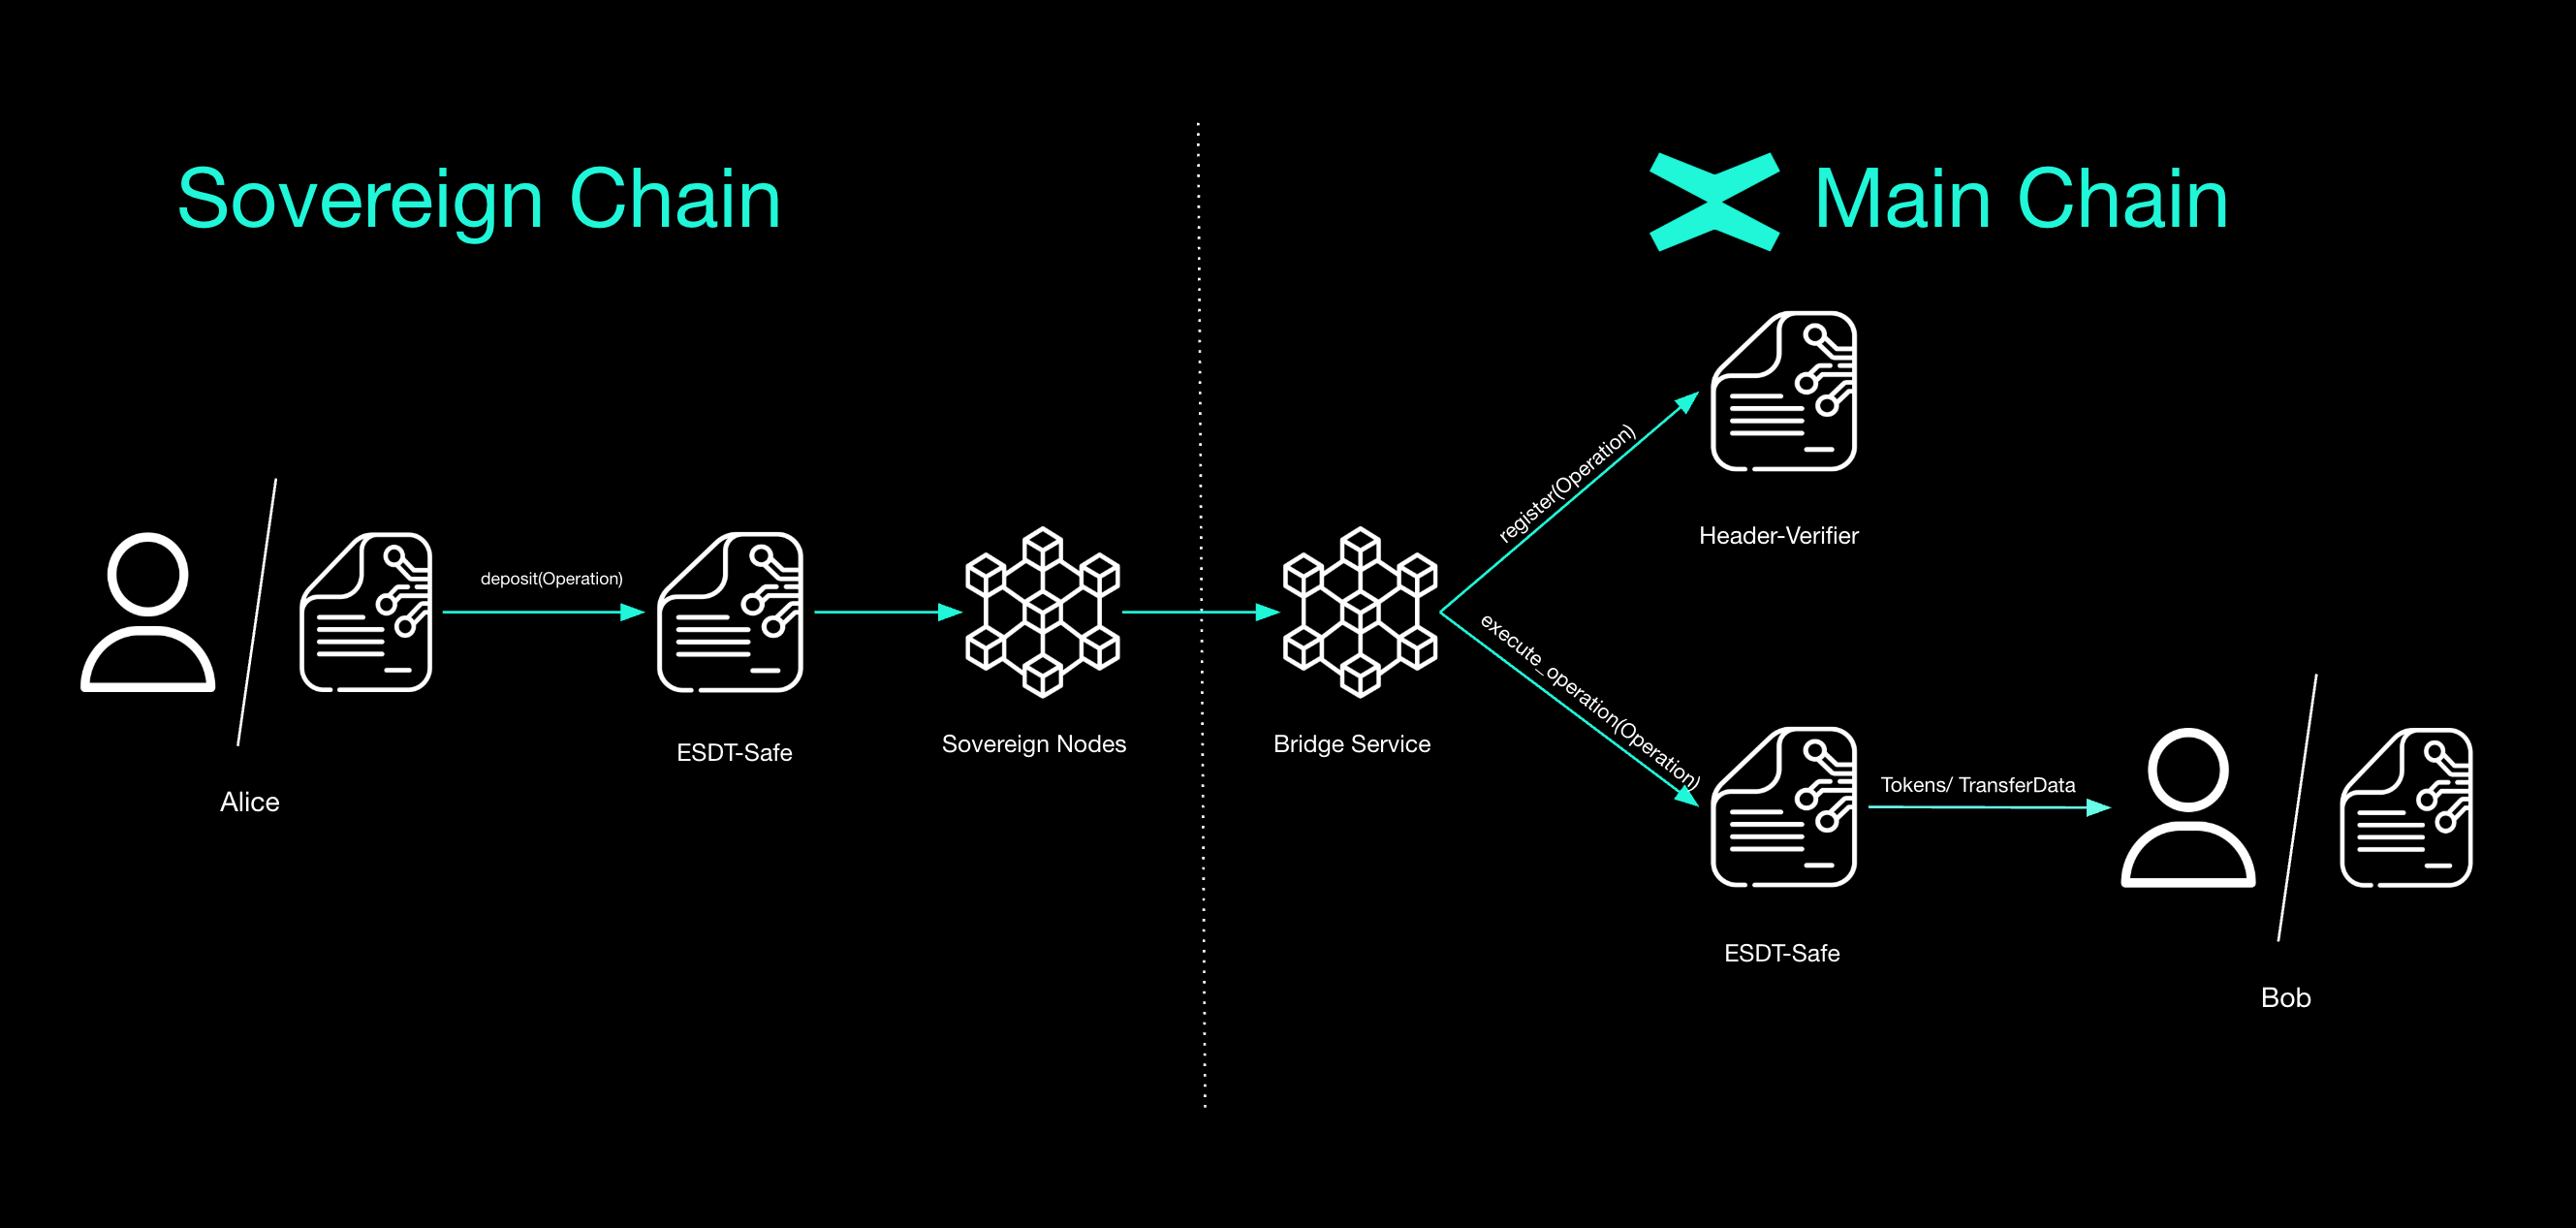 Sovereign Chain
Main Chain
deposit(Operation)
Alice
ESDT-Safe
Sovereign Nodes
Bridge Service
register(Operation)
Header-Verifier
execute_operation(Operation)
ESDT-Safe
Tokens/ TransferData
Bob